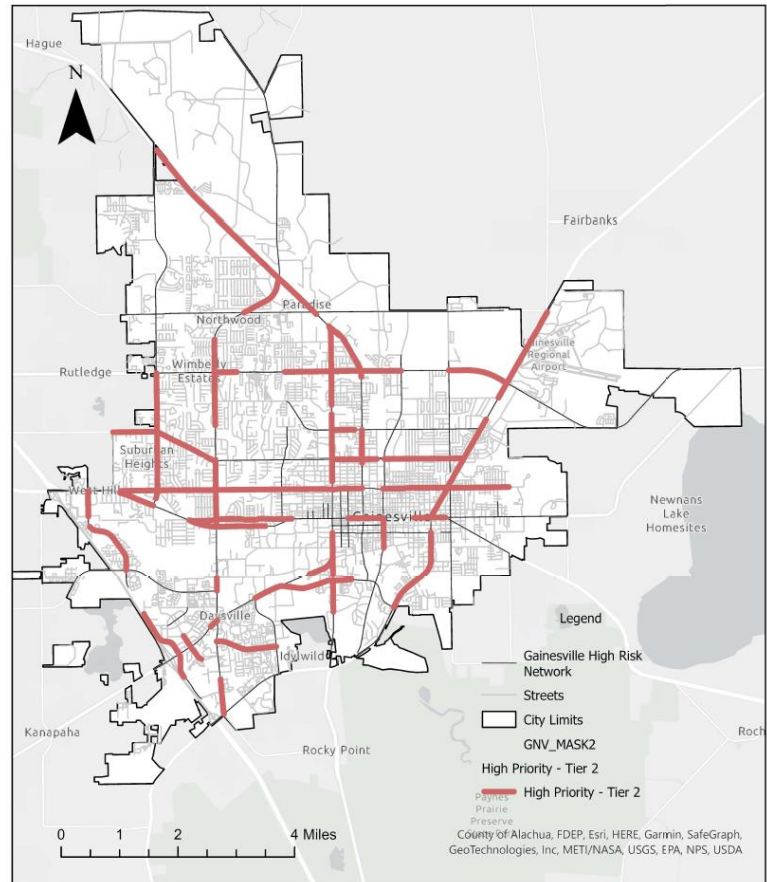 Hague
N
Fairbanks
Paradise
Northwood
Gainesville
Regional
Airport
Rutledge
Wimberly
Estates
Suburban
Heights
West Hill
Gainesville
Newnans
Lake
Homesites
Daysville
Idylwild
Kanapaha
Rocky Point
Roch
Legend
Gainesville High Risk
Network
Streets
City Limits
GNV_MASK2
High Priority - Tier 2
High Priority - Tier 2
Paynes
Prairie
Preserve
0 1 2 4 Miles
County of Alachua, FDEP, Esri, HERE, Garmin, SafeGraph,
GeoTechnologies, Inc, METI/NASA, USGS, EPA, NPS, USDA